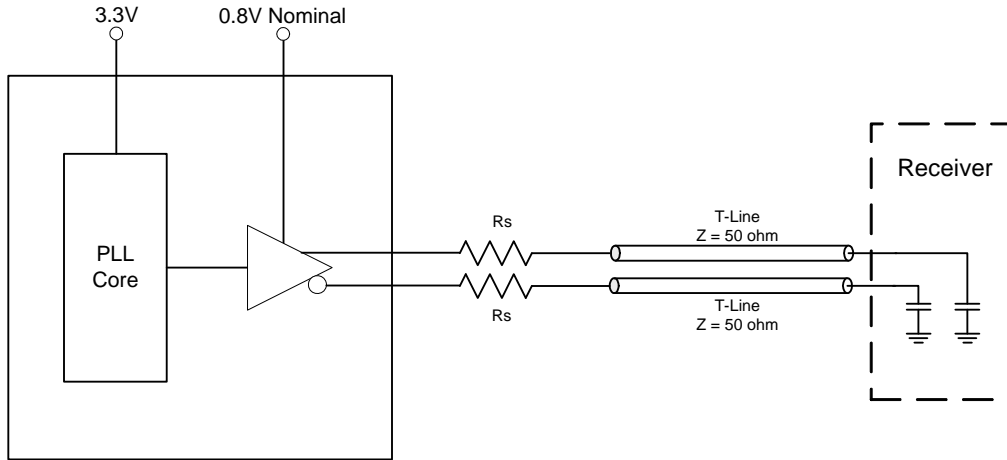 3.3V
0.8V Nominal
Receiver
PLL
Core
Rs
T-Line
Z = 50 ohm
Rs
T-Line
Z = 50 ohm